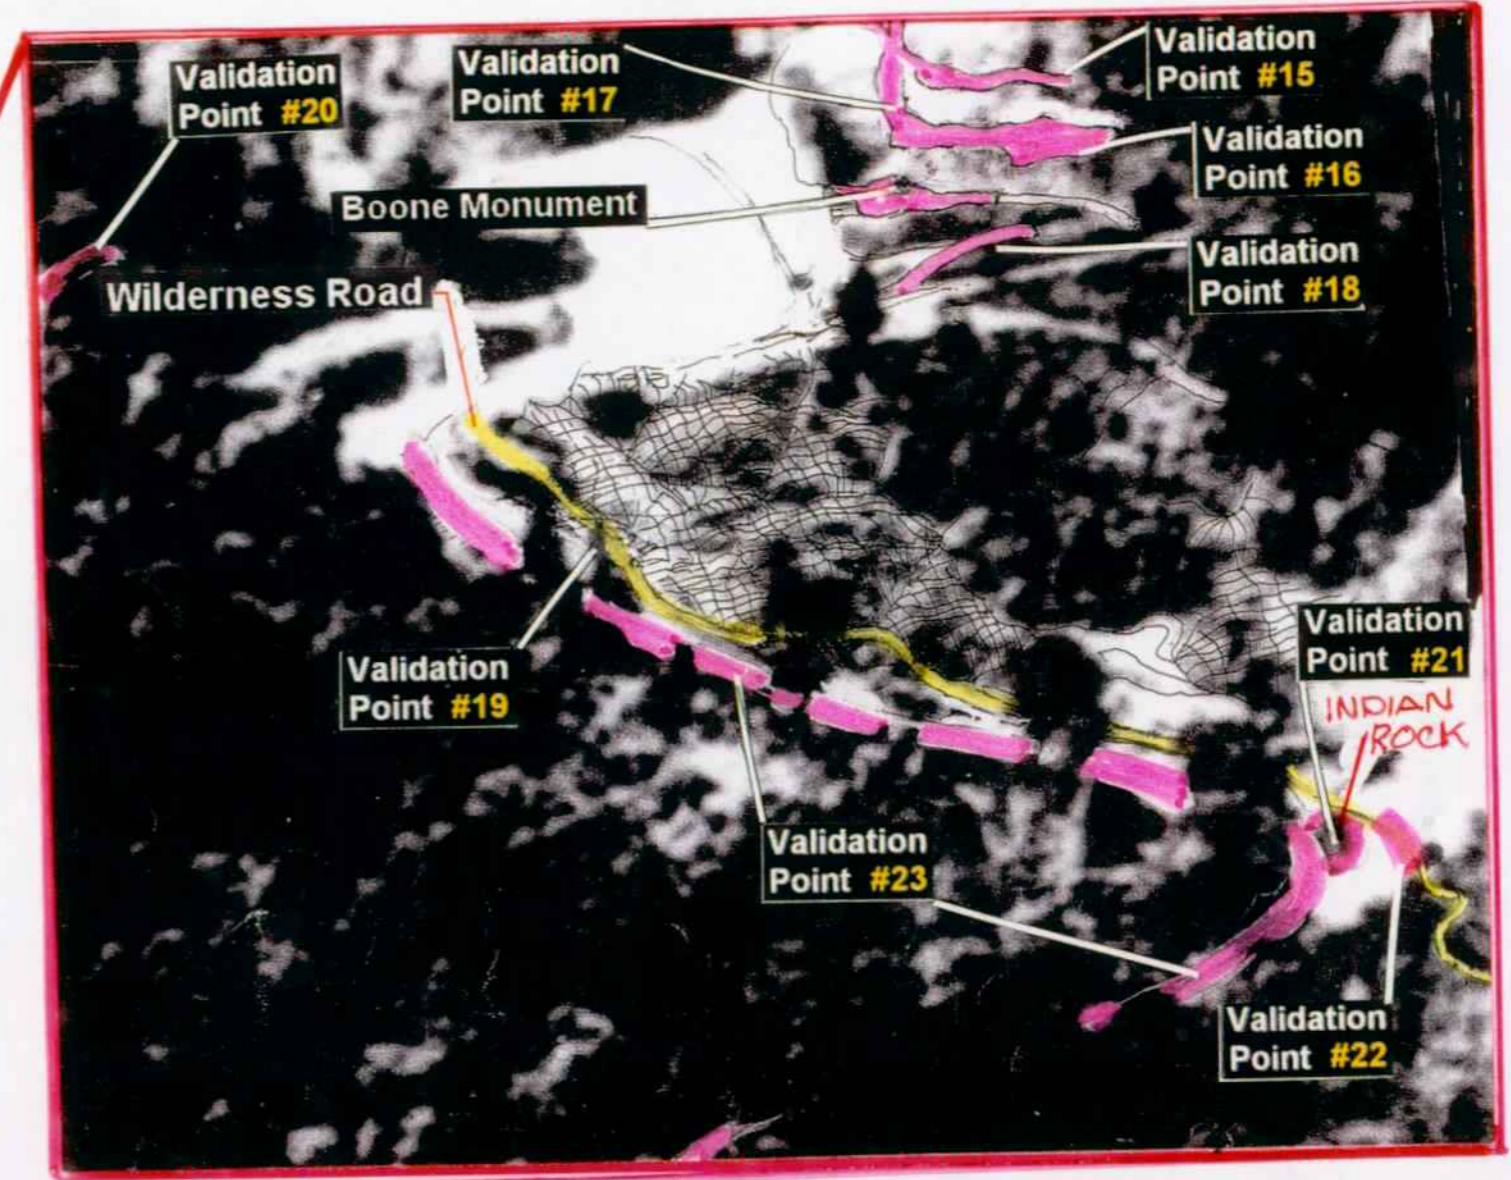 Validation
Point #20
Validation
Point #17
Validation
Point #15
Validation
Point #16
Boone Monument
Validation
Point #18
Wilderness Road
Validation
Point #19
Validation
Point #21
INDIAN
ROCK
Validation
Point #23
Validation
Point #22